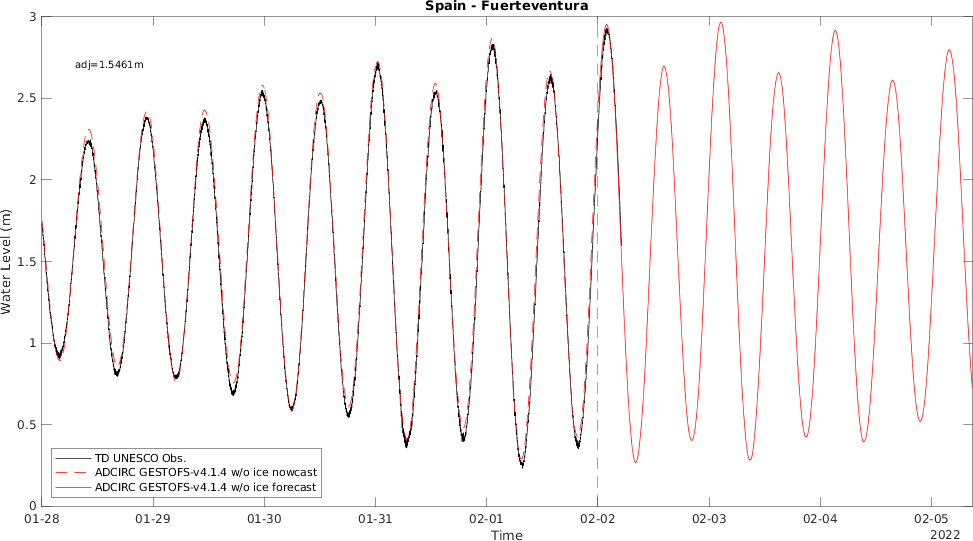 Spain - Fuerteventura
adj=1.5461m
3
2.5
2
1.5
1
0.5
0
Water Level (m)
TD UNESCO Obs.
ADCIRC GESTOFS-v4.1.4 w/o ice nowcast
ADCIRC GESTOFS-v4.1.4 w/o ice forecast
01-28 01-29 01-30 01-31 02-01 02-02 02-03 02-04 02-05
Time
2022